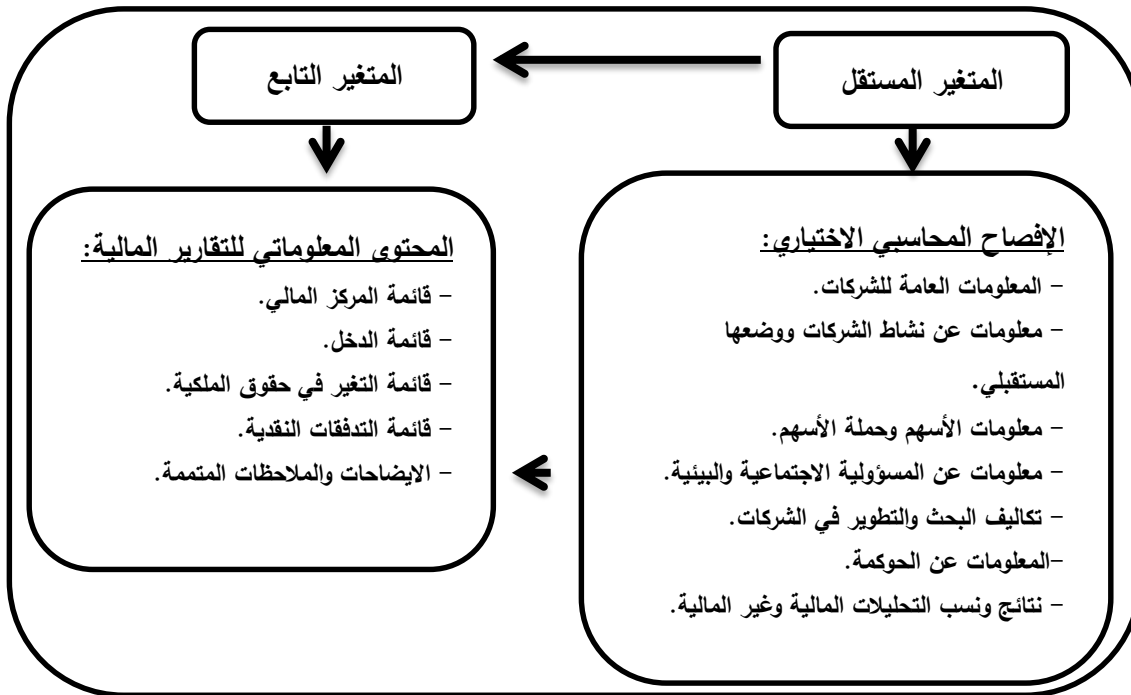 المتغير المستقل
المتغير التابع
الإفصاح المحاسبي الاختياري:
– المعلومات العامة للشركات.
– معلومات عن نشاط الشركات ووضعها
المستقبلي.
– معلومات الأسهم وحملة الأسهم.
– معلومات عن المسؤولية الاجتماعية والبيئية.
– تكاليف البحث والتطوير في الشركات.
–المعلومات عن الحوكمة.
– نتائج ونسب التحليلات المالية وغير المالية.
المحتوى المعلوماتي للتقارير المالية:
– قائمة المركز المالي.
– قائمة الدخل.
– قائمة التغير في حقوق الملكية.
– قائمة التدفقات النقدية.
– الايضاحات والملاحظات المتممة.